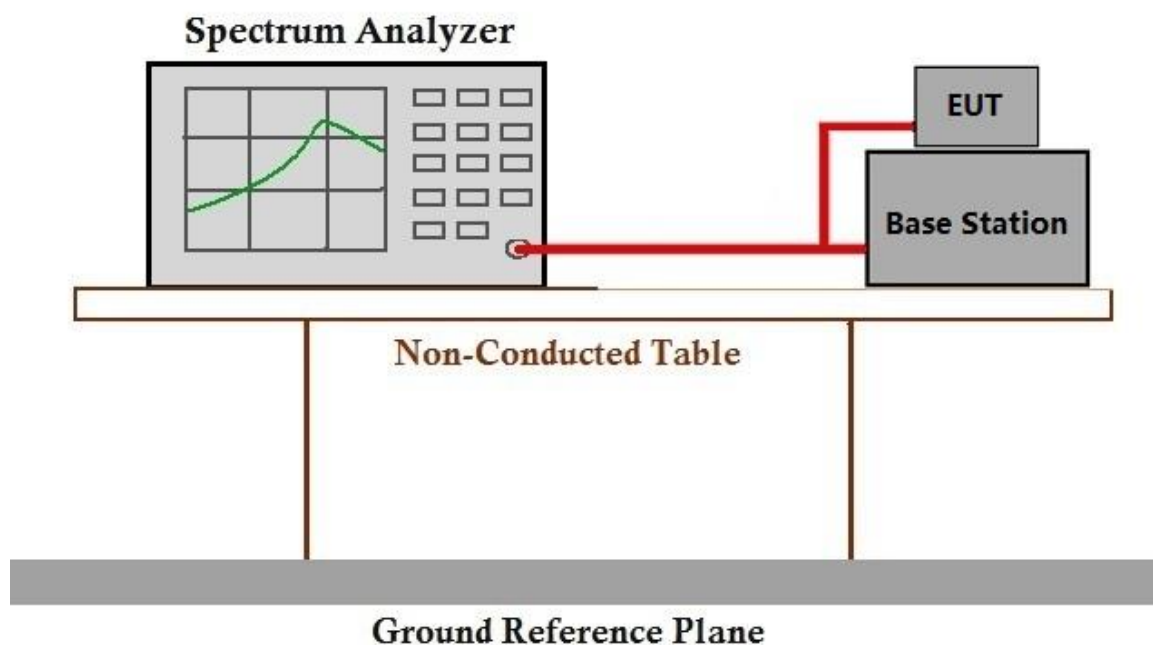 Spectrum Analyzer
EUT
Base Station
Non-Conducted Table
Ground Reference Plane